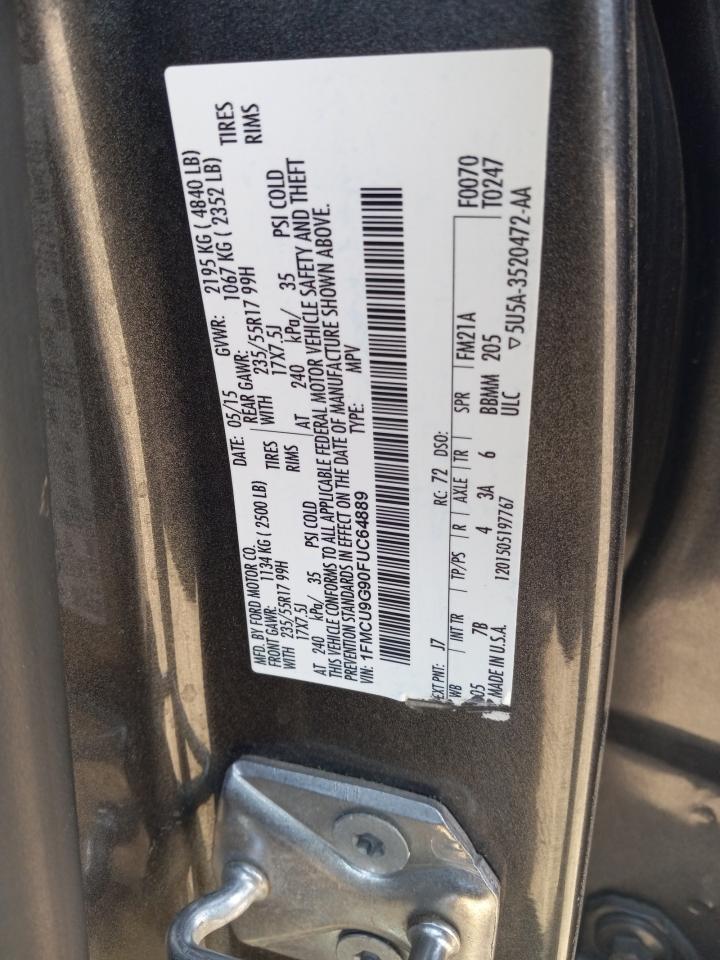 MFD. BY FORD MOTOR CO.
DATE: 05/15 GVWR: 2195 KG ( 4840 LB)
FRONT GAWR: 1134 KG ( 2500 LB) REAR GAWR: 1067 KG ( 2352 LB)
WITH 235/55R17 99H TIRES WITH 235/55R17 99H TIRES
17X7.5J RIMS 17X7.5J RIMS
AT 240 kPa/ 35 PSI COLD AT 240 kPa/ 35 PSI COLD
THIS VEHICLE CONFORMS TO ALL APPLICABLE FEDERAL MOTOR VEHICLE SAFETY AND THEFT
PREVENTION STANDARDS IN EFFECT ON THE DATE OF MANUFACTURE SHOWN ABOVE.
VIN: 1FMCU9G90FUC64889 TYPE: MPV
EXT PNT: J7 RC: 72 DSO: F0070
WB INT TR TP/PS R AXLE TR SPR FM21A T0247
05 7B 4 3A 6 BBMM 205
MADE IN U.S.A. 1201505197767 ULC ▽5U5A-3520472-AA